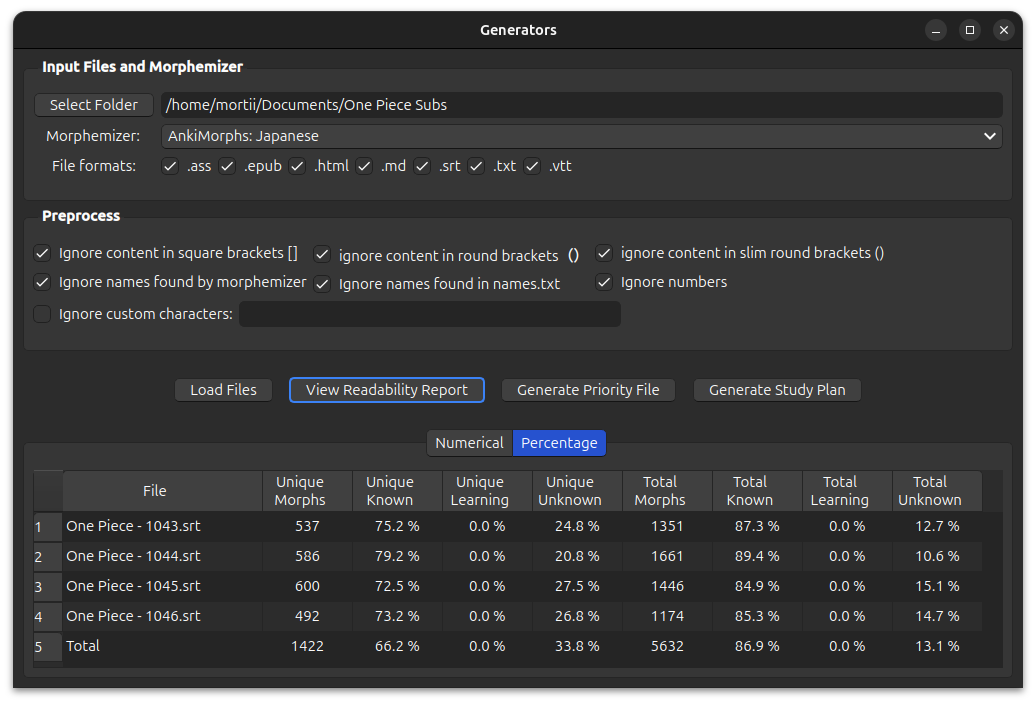 Generators
Input Files and Morphemizer
Select Folder /home/mortii/Documents/One Piece Subs
Morphemizer: AnkiMorphs: Japanese
File formats: .ass .epub .html .md .srt .txt .vtt
Preprocess
Ignore content in square brackets [] ignore content in round brackets （） ignore content in slim round brackets ()
Ignore names found by morphemizer Ignore names found in names.txt Ignore numbers
Ignore custom characters:
Load Files View Readability Report Generate Priority File Generate Study Plan
Numerical Percentage
File Unique Morphs Unique Known Unique Learning Unique Unknown Total Morphs Total Known Total Learning Total Unknown
1 One Piece - 1043.srt 537 75.2 % 0.0 % 24.8 % 1351 87.3 % 0.0 % 12.7 %
2 One Piece - 1044.srt 586 79.2 % 0.0 % 20.8 % 1661 89.4 % 0.0 % 10.6 %
3 One Piece - 1045.srt 600 72.5 % 0.0 % 27.5 % 1446 84.9 % 0.0 % 15.1 %
4 One Piece - 1046.srt 492 73.2 % 0.0 % 26.8 % 1174 85.3 % 0.0 % 14.7 %
5 Total 1422 66.2 % 0.0 % 33.8 % 5632 86.9 % 0.0 % 13.1 %